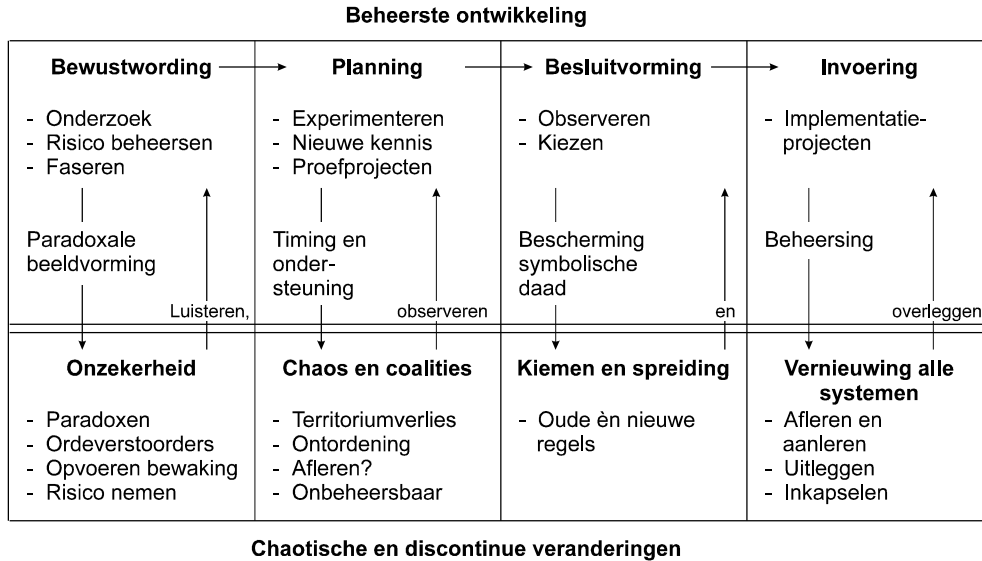 Beheerste ontwikkeling
Bewustwording
- Onderzoek
- Risico beheersen
- Faseren
Paradoxale
beeldvorming
Luisteren,
Planning
- Experimenteren
- Nieuwe kennis
- Proefprojecten
Timing en
onder-
steuning
observeren
Besluitvorming
- Observeren
- Kiezen
Bescherming
symbolische
daad
en
Invoering
- Implementatie-
projecten
Beheersing
overleggen
Onzekerheid
- Paradoxen
- Ordeverstoorders
- Opvoeren bewaking
- Risico nemen
Chaos en coalities
- Territoriumverlies
- Ontordening
- Afleren?
- Onbeheersbaar
Kiemen en spreiding
- Oude èn nieuwe
regels
Vernieuwing alle
systemen
- Afleren en
aanleren
- Uitleggen
- Inkapselen
Chaotische en discontinue veranderingen